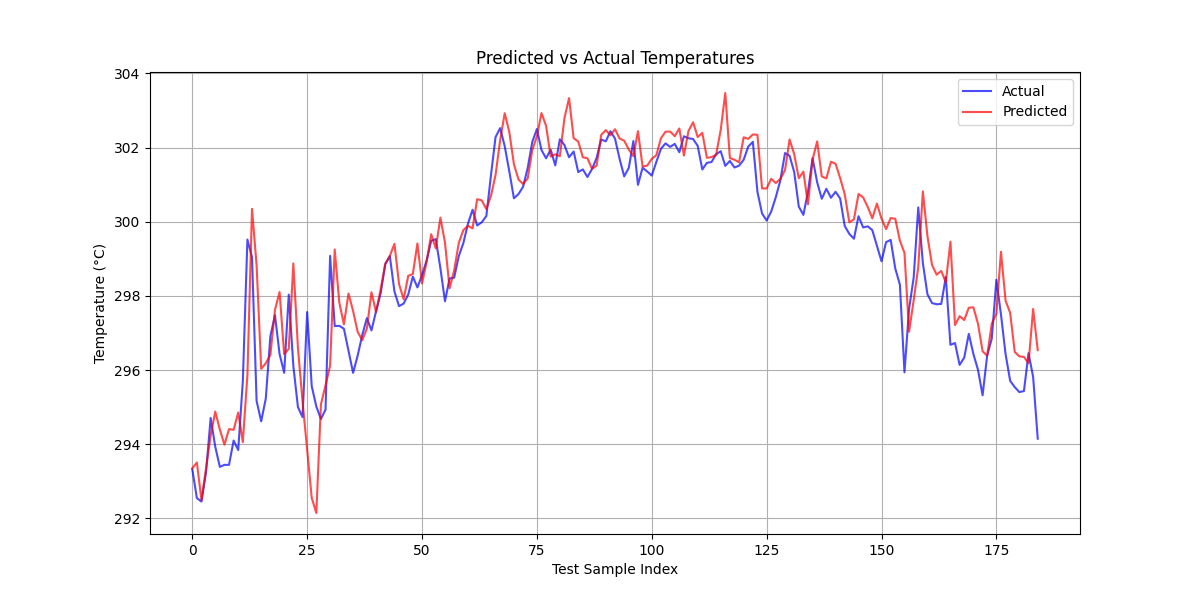 Predicted vs Actual Temperatures
Actual
Predicted
304
302
300
298
296
294
292
Temperature (°C)
0 25 50 75 100 125 150 175
Test Sample Index